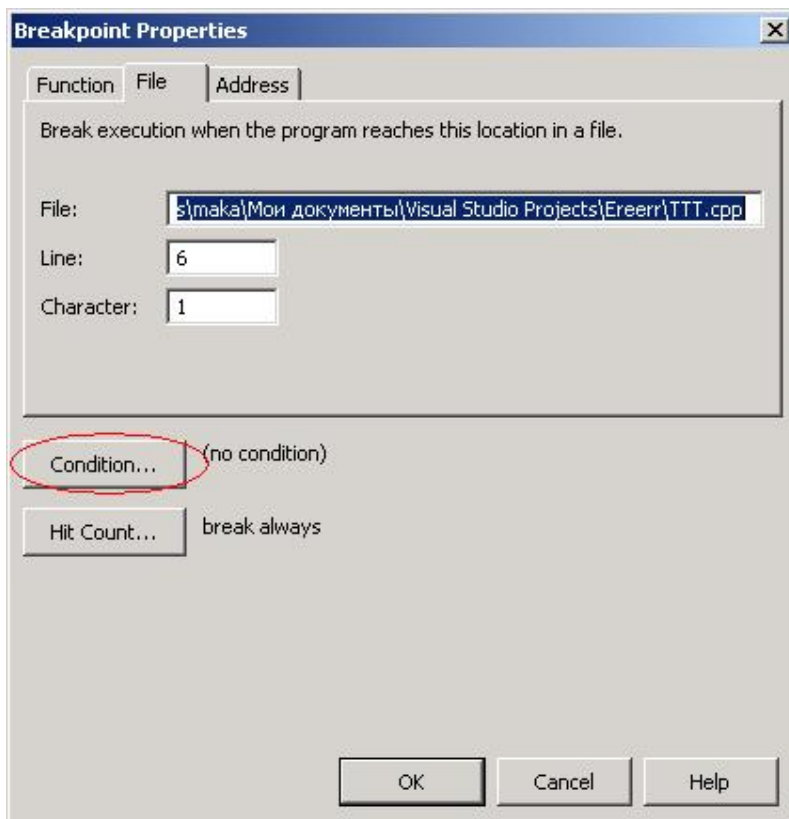 Breakpoint Properties
Function File Address
Break execution when the program reaches this location in a file.
File: s\maka\Мои документы\Visual Studio Projects\Ereerr\TTT.cpp
Line: 6
Character: 1
Condition... (no condition)
Hit Count... break always
OK Cancel Help